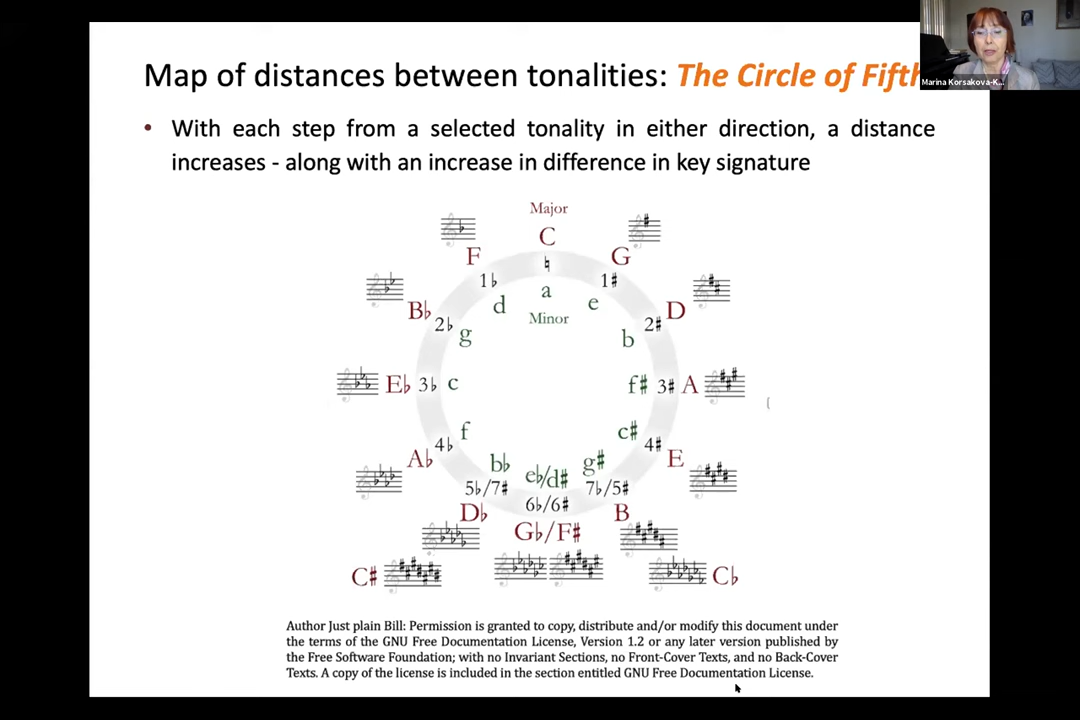 Map of distances between tonalities: The Circle of Fifth
Marina Korsakova-K...
• With each step from a selected tonality in either direction, a distance
increases - along with an increase in difference in key signature
Major
C
♮
a
Minor
F
1♭
d
G
1#
e
B♭
2♭
g
D
2#
b
E♭ 3♭ c
f# 3# A
A♭
4♭
f
c#
4#
E
b♭
5♭/7#
D♭
e♭/d#
6♭/6#
G♭/F#
g#
7♭/5#
B
C#
C♭
Author Just plain Bill: Permission is granted to copy, distribute and/or modify this document under
the terms of the GNU Free Documentation License, Version 1.2 or any later version published by
the Free Software Foundation; with no Invariant Sections, no Front-Cover Texts, and no Back-Cover
Texts. A copy of the license is included in the section entitled GNU Free Documentation License.